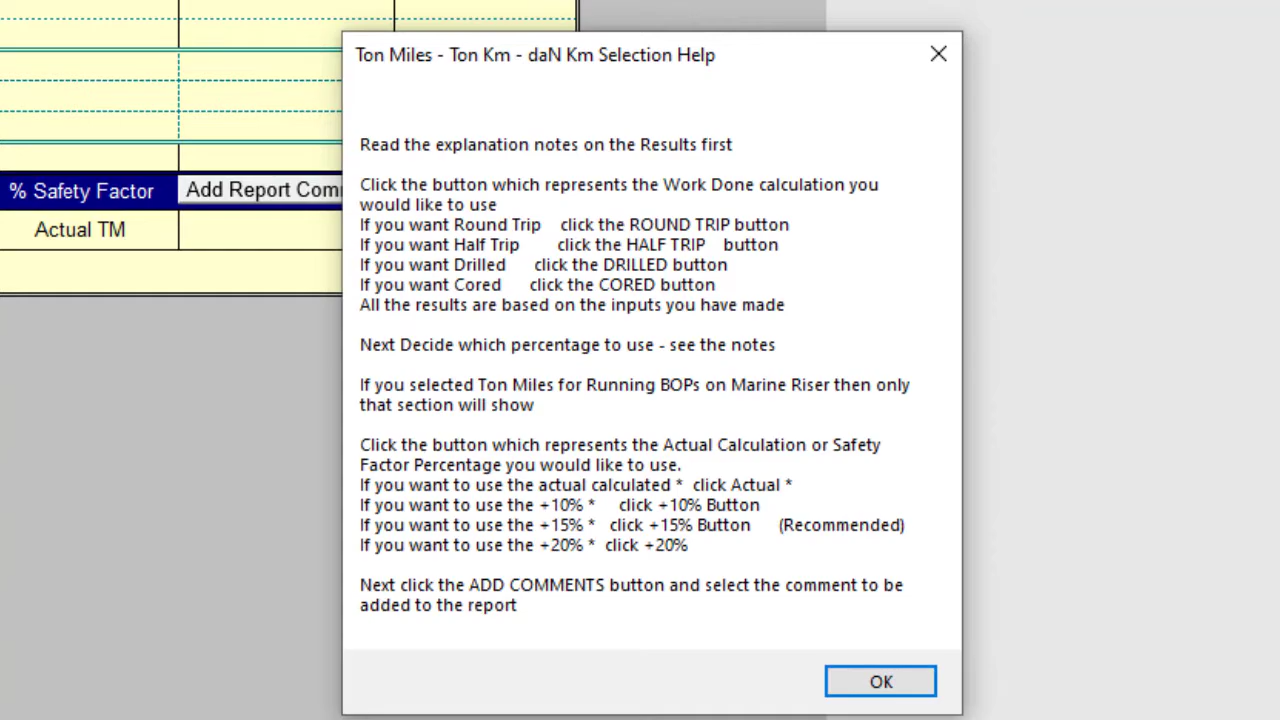 Ton Miles - Ton Km - daN Km Selection Help
Read the explanation notes on the Results first
Click the button which represents the Work Done calculation you
would like to use
If you want Round Trip click the ROUND TRIP button
If you want Half Trip click the HALF TRIP button
If you want Drilled click the DRILLED button
If you want Cored click the CORED button
All the results are based on the inputs you have made
Next Decide which percentage to use - see the notes
If you selected Ton Miles for Running BOPs on Marine Riser then only
that section will show
Click the button which represents the Actual Calculation or Safety
Factor Percentage you would like to use.
If you want to use the actual calculated * click Actual *
If you want to use the +10% * click +10% Button
If you want to use the +15% * click +15% Button (Recommended)
If you want to use the +20% * click +20%
Next click the ADD COMMENTS button and select the comment to be
added to the report
OK
% Safety Factor
Add Report Com
Actual TM